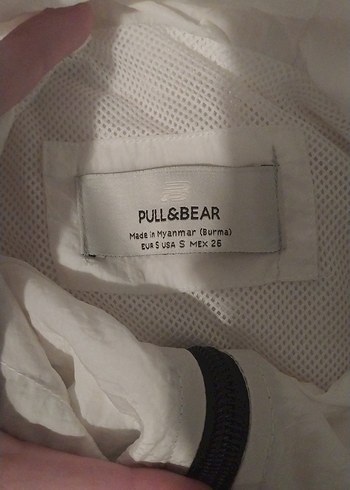 PULL&BEAR
Made in Myanmar (Burma)
EUR S USA S MEX 26